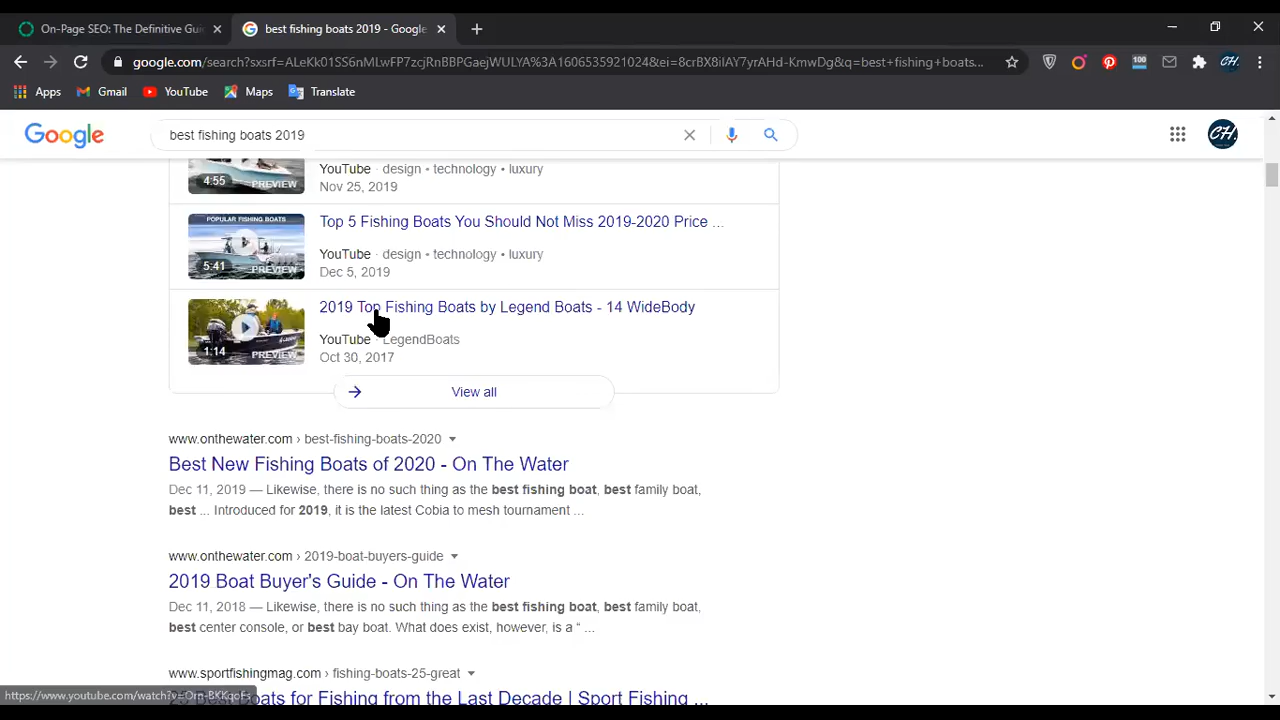 On-Page SEO: The Definitive Gui
best fishing boats 2019 - Google
google.com/search?sxsrf=ALeKk01SS6nMLwFP7zcjRnBBPGaejWULYA%3A1606535921024&ei=8crBX8ilAY7yrAHd-KmwDg&q=best+fishing+boats...
100
CH.
Apps
Gmail
YouTube
Maps
Translate
Google
best fishing boats 2019
CH.
4:55
PREVIEW
YouTube · design • technology • luxury
Nov 25, 2019
POPULAR FISHING BOATS
5:41
PREVIEW
Top 5 Fishing Boats You Should Not Miss 2019-2020 Price ...
YouTube · design • technology • luxury
Dec 5, 2019
1:14
PREVIEW
2019 Top Fishing Boats by Legend Boats - 14 WideBody
YouTube · LegendBoats
Oct 30, 2017
View all
www.onthewater.com › best-fishing-boats-2020
Best New Fishing Boats of 2020 - On The Water
Dec 11, 2019 — Likewise, there is no such thing as the best fishing boat, best family boat,
best ... Introduced for 2019, it is the latest Cobia to mesh tournament ...
www.onthewater.com › 2019-boat-buyers-guide
2019 Boat Buyer's Guide - On The Water
Dec 11, 2018 — Likewise, there is no such thing as the best fishing boat, best family boat,
best center console, or best bay boat. What does exist, however, is a “ ...
www.sportfishingmag.com › fishing-boats-25-great
25 Best Boats for Fishing from the Last Decade | Sport Fishing ...
https://www.youtube.com/watch?v=